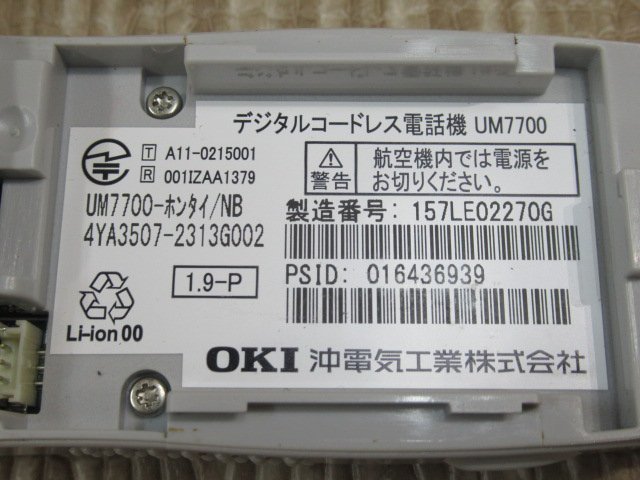 デジタルコードレス電話機 UM7700
T A11-0215001
R 001IZAA1379
警告
航空機内では電源を
お切りください。
UM7700-ホンタイ/NB
4YA3507-2313G002
製造番号: 157LE02270G
1.9-P
PSID: 016436939
Li-ion 00
OKI 沖電気工業株式会社